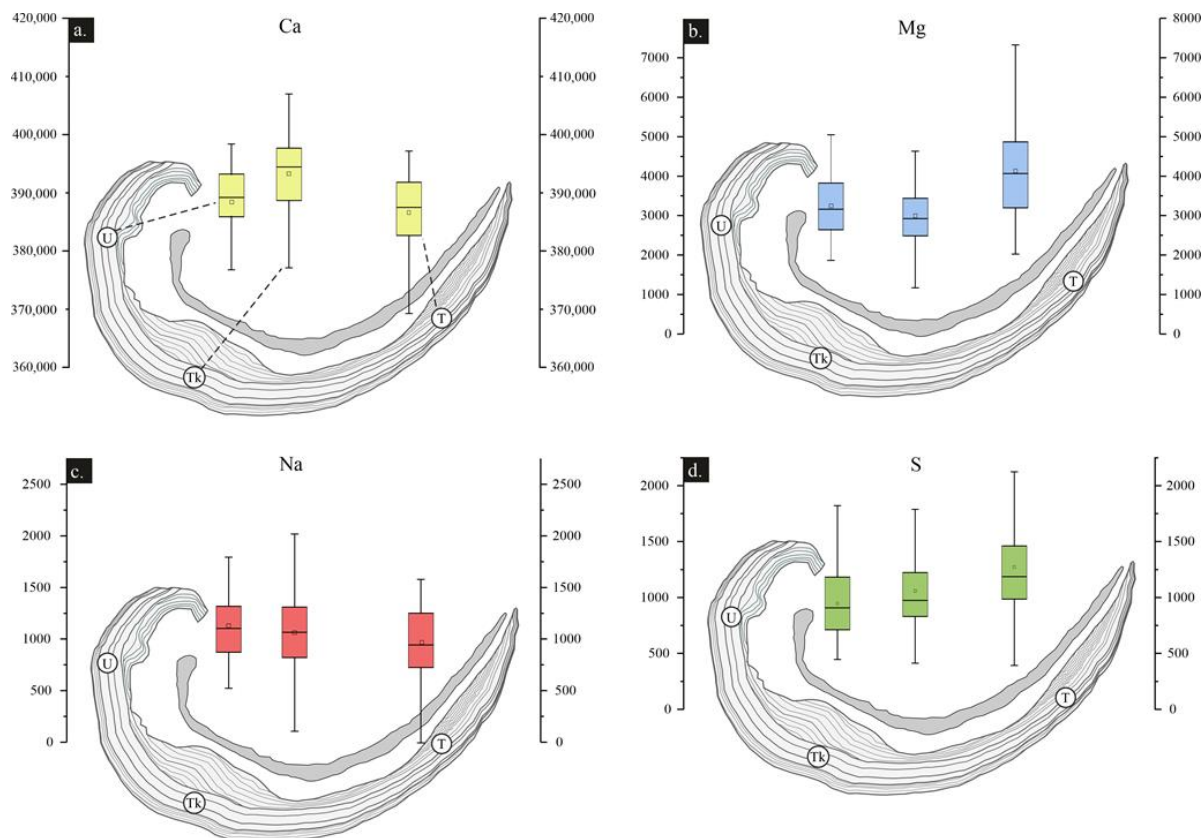 a.
Ca
420,000
410,000
400,000
390,000
380,000
370,000
360,000
420,000
410,000
400,000
390,000
380,000
370,000
360,000
U
Tk
T
b.
Mg
7000
6000
5000
4000
3000
2000
1000
0
8000
7000
6000
5000
4000
3000
2000
1000
0
U
Tk
T
c.
Na
2500
2000
1500
1000
500
0
2500
2000
1500
1000
500
0
U
Tk
T
d.
S
2000
1500
1000
500
0
2000
1500
1000
500
0
U
Tk
T